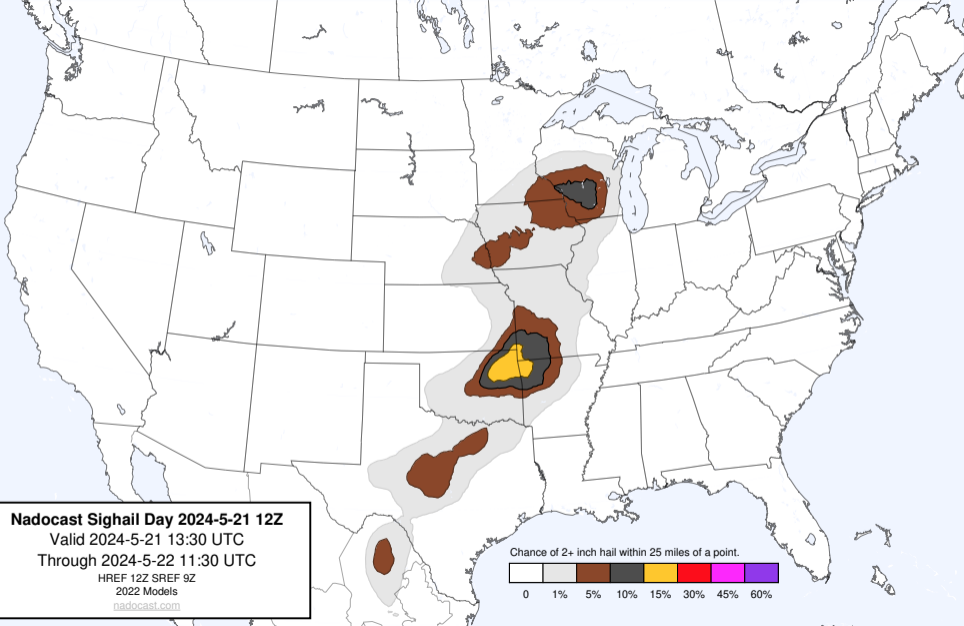 Nadocast Sighail Day 2024-5-21 12Z
Valid 2024-5-21 13:30 UTC
Through 2024-5-22 11:30 UTC
HREF 12Z SREF 9Z
2022 Models
nadocast.com
Chance of 2+ inch hail within 25 miles of a point.
0 1% 5% 10% 15% 30% 45% 60%